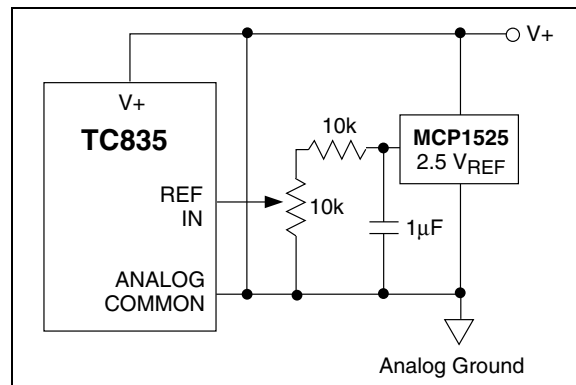 V+
V+
TC835
10k
MCP1525
2.5 VREF
REF
IN
10k
1μF
ANALOG
COMMON
Analog Ground